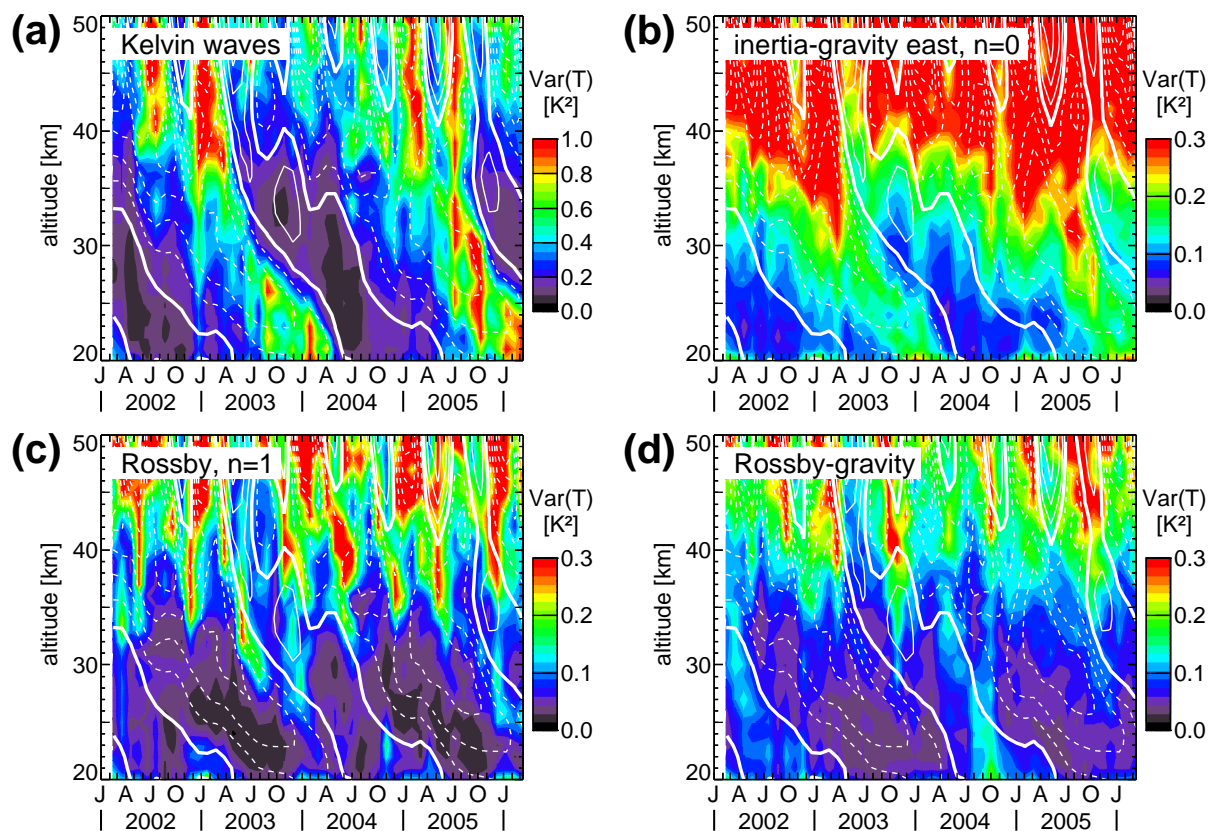 (a)
Kelvin waves
50
40
30
20
altitude [km]
J A J O J A J O J A J O J A J O J
| 2002 | 2003 | 2004 | 2005 |
Var(T)
[K²]
1.0
0.8
0.6
0.4
0.2
0.0
(b)
inertia-gravity east, n=0
50
40
30
20
altitude [km]
J A J O J A J O J A J O J A J O J
| 2002 | 2003 | 2004 | 2005 |
Var(T)
[K²]
0.3
0.2
0.1
0.0
(c)
Rossby, n=1
50
40
30
20
altitude [km]
J A J O J A J O J A J O J A J O J
| 2002 | 2003 | 2004 | 2005 |
Var(T)
[K²]
0.3
0.2
0.1
0.0
(d)
Rossby-gravity
50
40
30
20
altitude [km]
J A J O J A J O J A J O J A J O J
| 2002 | 2003 | 2004 | 2005 |
Var(T)
[K²]
0.3
0.2
0.1
0.0